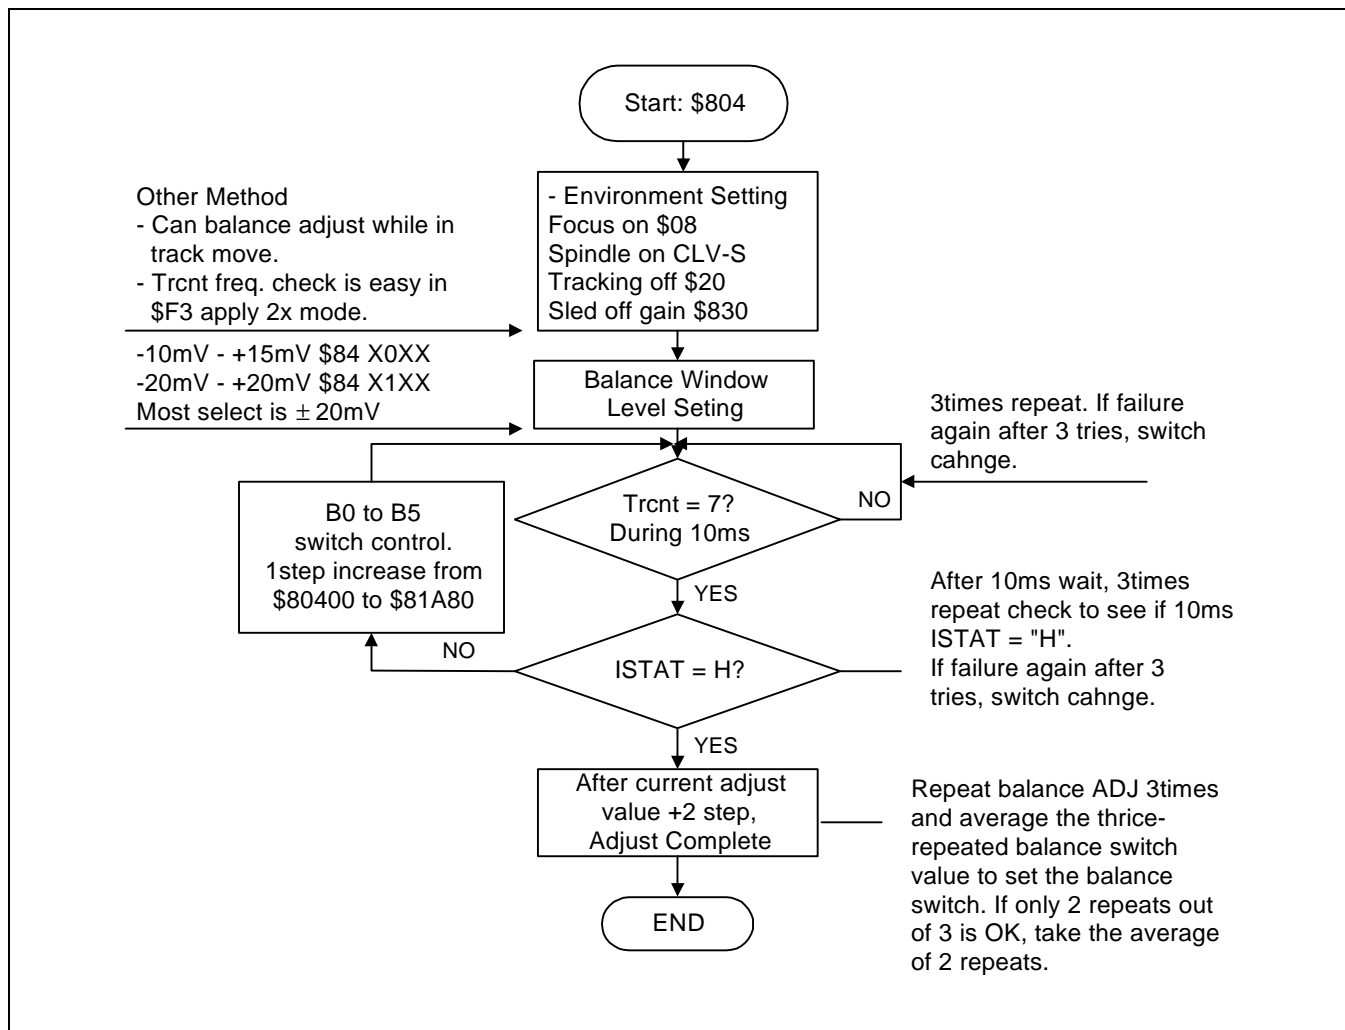 Start: $804
Other Method
- Can balance adjust while in
track move.
- Trcnt freq. check is easy in
$F3 apply 2x mode.
- Environment Setting
Focus on $08
Spindle on CLV-S
Tracking off $20
Sled off gain $830
-10mV - +15mV $84 X0XX
-20mV - +20mV $84 X1XX
Most select is ± 20mV
Balance Window
Level Seting
3times repeat. If failure
again after 3 tries, switch
cahnge.
B0 to B5
switch control.
1step increase from
$80400 to $81A80
Trcnt = 7?
During 10ms
NO
YES
After 10ms wait, 3times
repeat check to see if 10ms
ISTAT = "H".
If failure again after 3
tries, switch cahnge.
NO
ISTAT = H?
YES
After current adjust
value +2 step,
Adjust Complete
Repeat balance ADJ 3times
and average the thrice-
repeated balance switch
value to set the balance
switch. If only 2 repeats out
of 3 is OK, take the average
of 2 repeats.
END